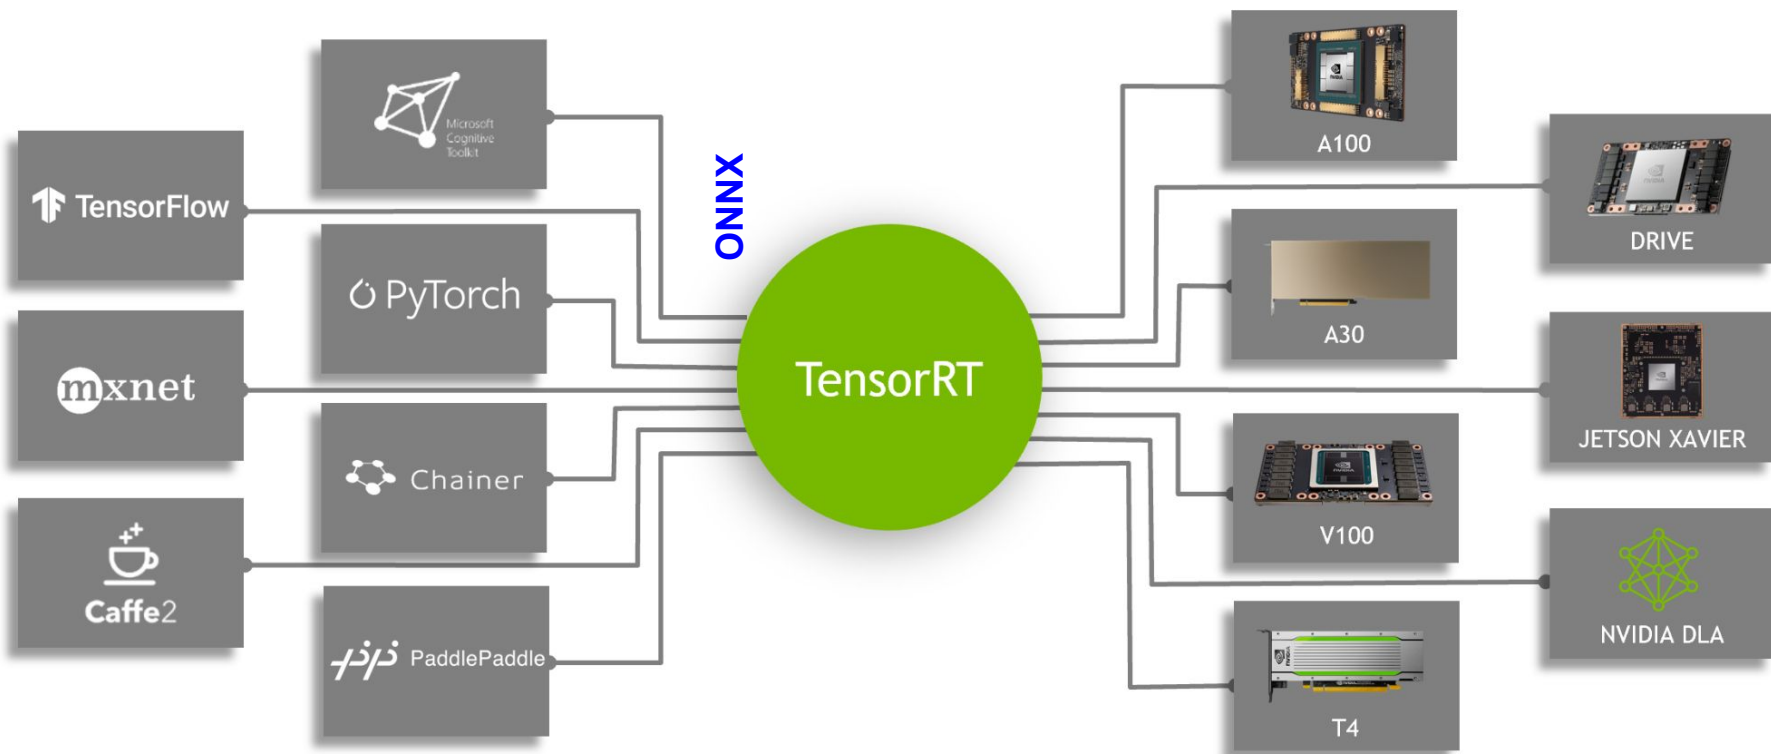 Microsoft
Cognitive
Toolkit
TensorFlow
PyTorch
mxnet
Chainer
Caffe2
PaddlePaddle
ONNX
TensorRT
A100
DRIVE
A30
JETSON XAVIER
V100
NVIDIA DLA
T4